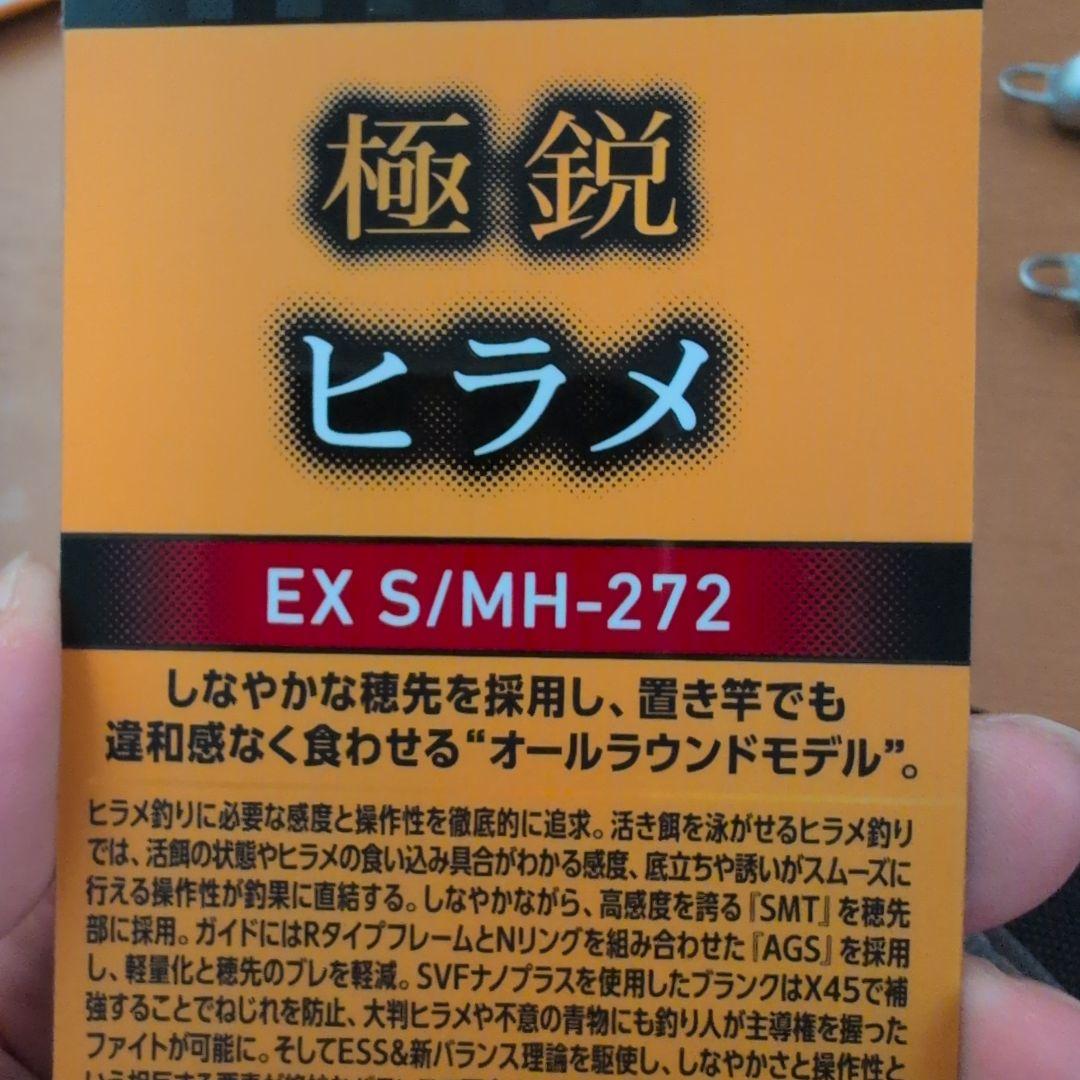 極鋭
ヒラメ
EX S/MH-272
しなやかな穂先を採用し、置き竿でも
違和感なく食わせる“オールラウンドモデル”。
ヒラメ釣りに必要な感度と操作性を徹底的に追求。活き餌を泳がせるヒラメ釣り
では、活餌の状態やヒラメの食い込み具合がわかる感度、底立ちや誘いがスムーズに
行える操作性が釣果に直結する。しなやかながら、高感度を誇る『SMT』を穂先
部に採用。ガイドにはRタイプフレームとNリングを組み合わせた『AGS』を採用
し、軽量化と穂先のブレを軽減。SVFナノプラスを使用したブランクはX45で補
強することでねじれを防止、大判ヒラメや不意の青物にも釣り人が主導権を握った
ファイトが可能に。そしてESS&新バランス理論を駆使し、しなやかさと操作性と